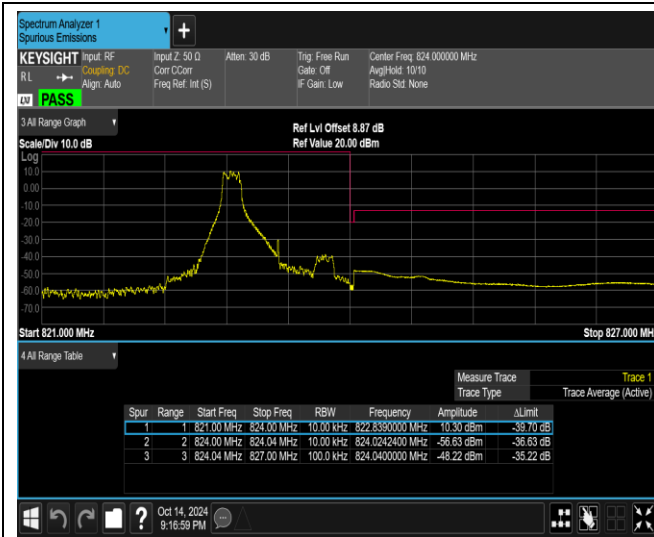 Spectrum Analyzer 1
Spurious Emissions
+
KEYSIGHT Input: RF Input Z: 50 Ω Atten: 30 dB Trig: Free Run Center Freq: 824.000000 MHz
RL Coupling: DC Corr CCorr Gate: Off Avg|Hold: 10/10
Align: Auto Freq Ref: Int (S) IF Gain: Low Radio Std: None
LXI PASS
3 All Range Graph
Ref Lvl Offset 8.87 dB
Scale/Div 10.0 dB Ref Value 20.00 dBm
Log
10.0
0.00
-10.0
-20.0
-30.0
-40.0
-50.0
-60.0
-70.0
Start 821.000 MHz Stop 827.000 MH
4 All Range Table
Measure Trace Trace 1
Trace Type Trace Average (Active)
Spur Range Start Freq Stop Freq RBW Frequency Amplitude ΔLimit
1 1 821.00 MHz 824.00 MHz 10.00 kHz 822.8390000 MHz 10.30 dBm -39.70 dB
2 2 824.00 MHz 824.04 MHz 10.00 kHz 824.0242400 MHz -56.63 dBm -36.63 dB
3 3 824.04 MHz 827.00 MHz 100.0 kHz 824.0400000 MHz -48.22 dBm -35.22 dB
? Oct 14, 2024
9:16:59 PM